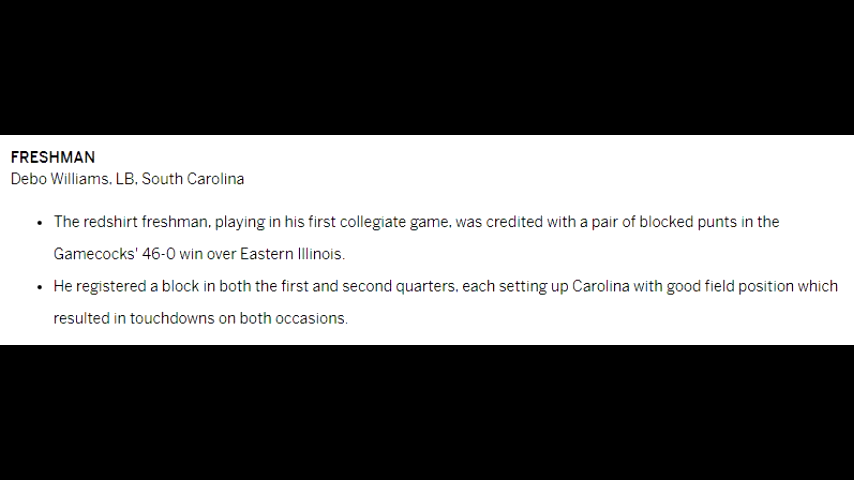 FRESHMAN
Debo Williams, LB, South Carolina
• The redshirt freshman, playing in his first collegiate game, was credited with a pair of blocked punts in the
Gamecocks' 46-0 win over Eastern Illinois.
• He registered a block in both the first and second quarters, each setting up Carolina with good field position which
resulted in touchdowns on both occasions.